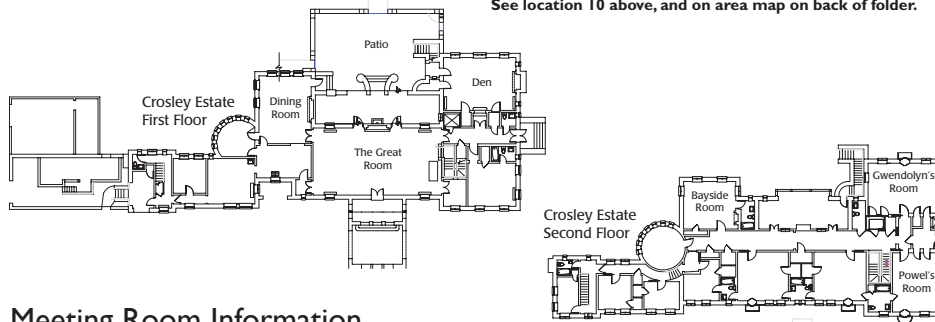 See location 10 above, and on area map on back of folder.
Patio
Den
Crosley Estate
First Floor
Dining
Room
The Great
Room
Gwendolyn's
Room
Bayside
Room
Crosley Estate
Second Floor
Powel's
Room
Meeting Room Information